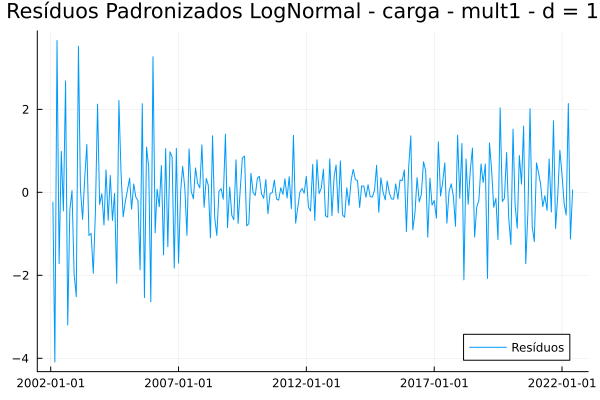 Resíduos Padronizados LogNormal - carga - mult1 - d = 1
2
0
−2
−4
Resíduos
2002-01-01 2007-01-01 2012-01-01 2017-01-01 2022-01-01